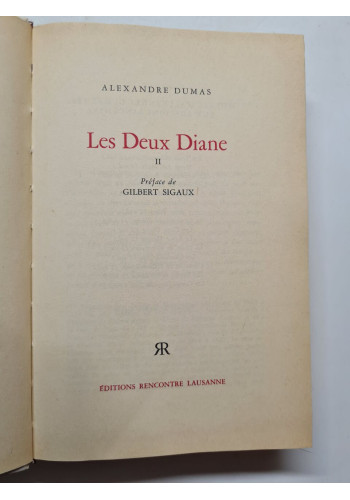 ALEXANDRE DUMAS
Les Deux Diane
II
Préface de
GILBERT SIGAUX
RR
ÉDITIONS RENCONTRE LAUSANNE